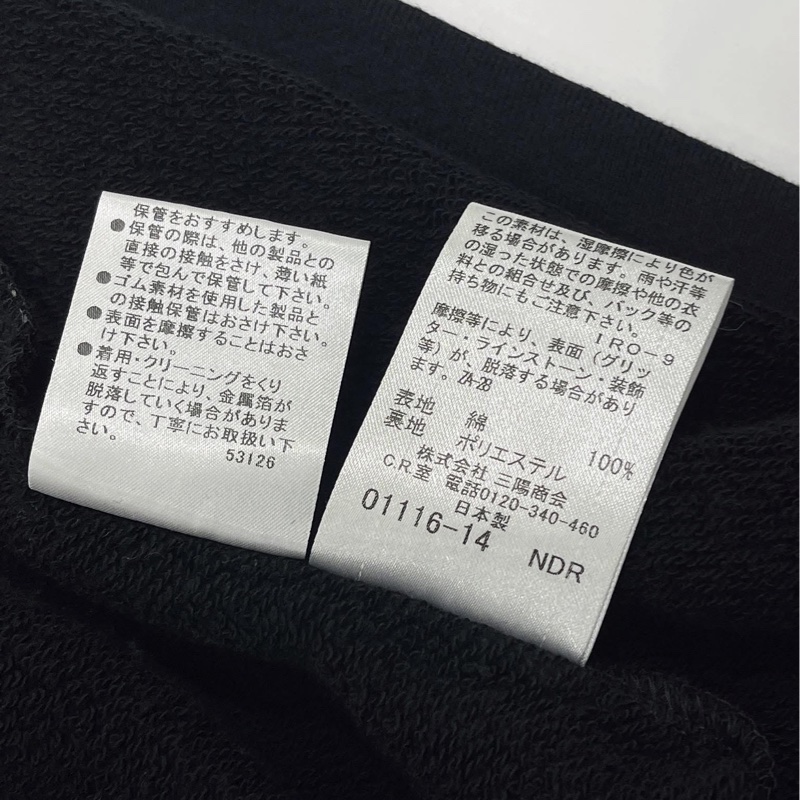 保管をおすすめします。
●保管の際は、他の製品との
直接の接触をさけ、薄い紙
等で包んで保管して下さい。
●ゴム素材を使用した製品と
の接触保管はおさけ下さい。
●表面を摩擦することはおさ
け下さい。
●着用・クリーニングをくり
返すことにより、金属箔が
脱落していく場合がありま
すので、丁寧にお取扱い下
さい。
53126
この素材は、湿摩擦により色が
移る場合があります。雨や汗等
の湿った状態での摩擦や他の衣
料との組合せ及び、バック等の
持ち物にもご注意下さい。
IRO-9
摩擦等により、表面（グリッ
ター・ラインストーン・装飾
等）が、脱落する場合があり
ます。ZA-28
表地 綿 100%
裏地 ポリエステル
株式会社 三陽商会
C.R.室 電話0120-340-460
日本製
01116-14 NDR